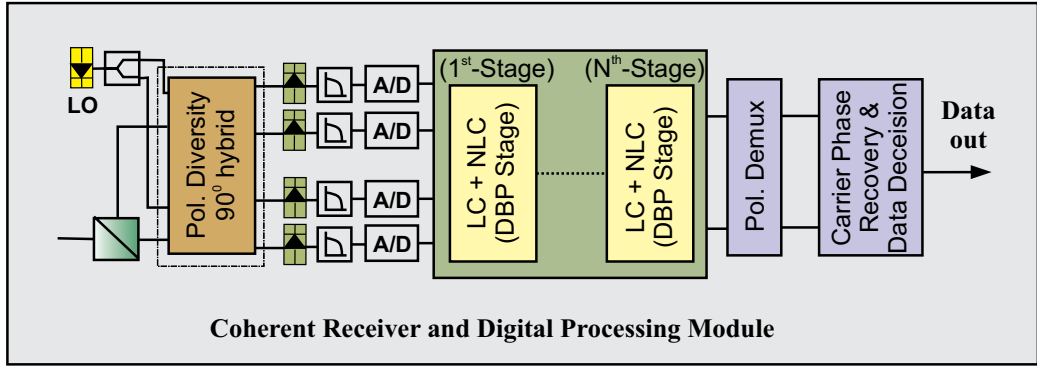 LO
Pol. Diversity
90⁰ hybrid
A/D
A/D
A/D
A/D
(1ˢᵗ-Stage)
LC + NLC
(DBP Stage)
(Nᵗʰ-Stage)
LC + NLC
(DBP Stage)
Pol. Demux
Carrier Phase
Recovery &
Data Deceision
Data
out
Coherent Receiver and Digital Processing Module